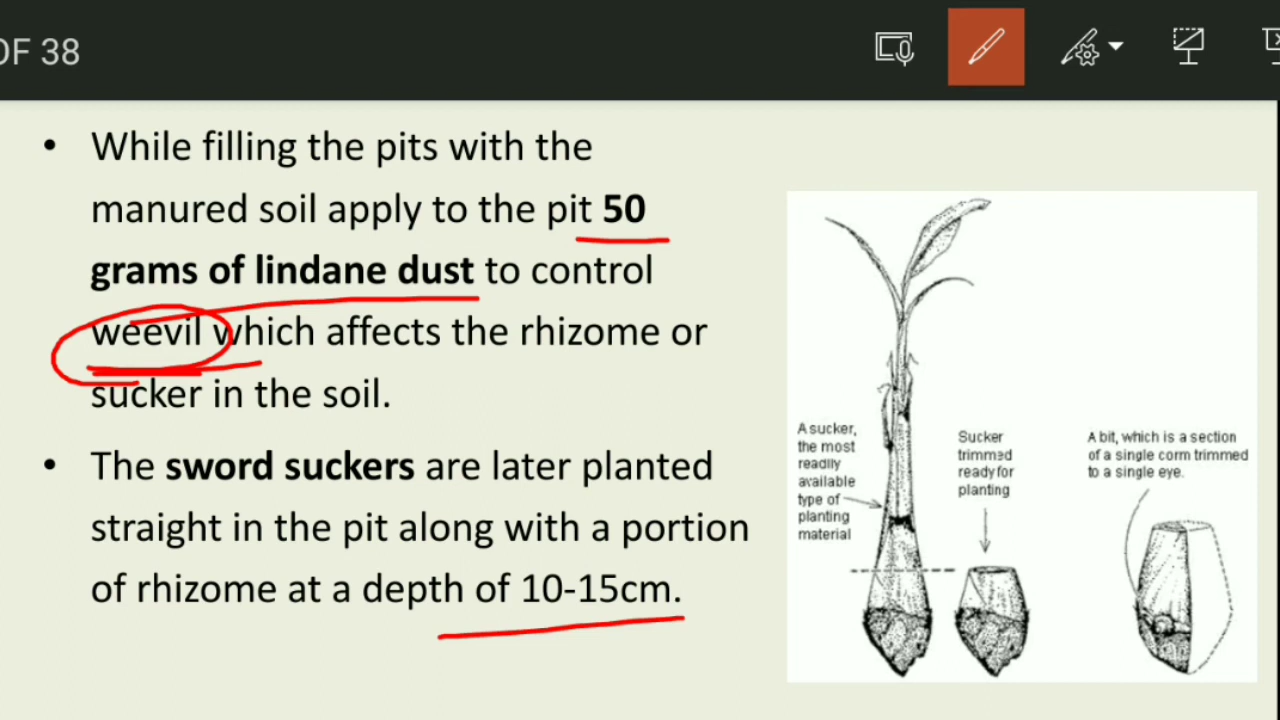 OF 38
• While filling the pits with the
manured soil apply to the pit 50
grams of lindane dust to control
weevil which affects the rhizome or
sucker in the soil.
• The sword suckers are later planted
straight in the pit along with a portion
of rhizome at a depth of 10-15cm.
A sucker,
the most
readily
available
type of
planting
material
Sucker
trimmed
ready for
planting
A bit, which is a section
of a single corm trimmed
to a single eye.